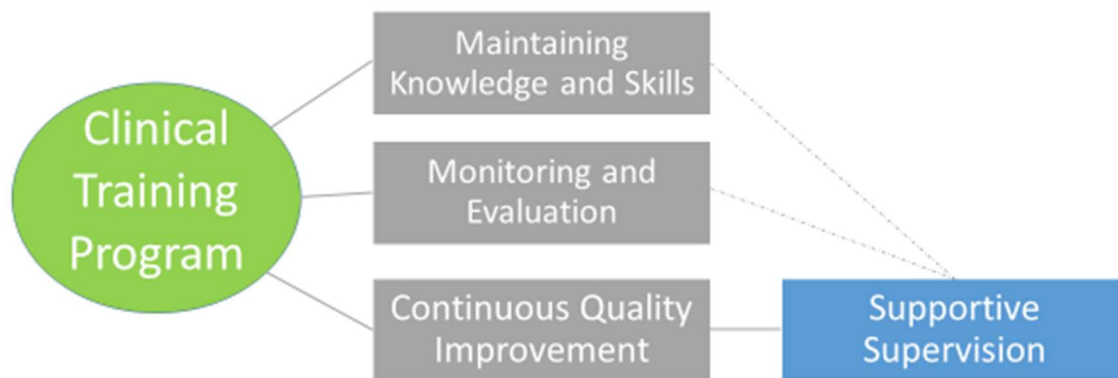 Clinical
Training
Program
Maintaining
Knowledge and Skills
Monitoring and
Evaluation
Continuous Quality
Improvement
Supportive
Supervision